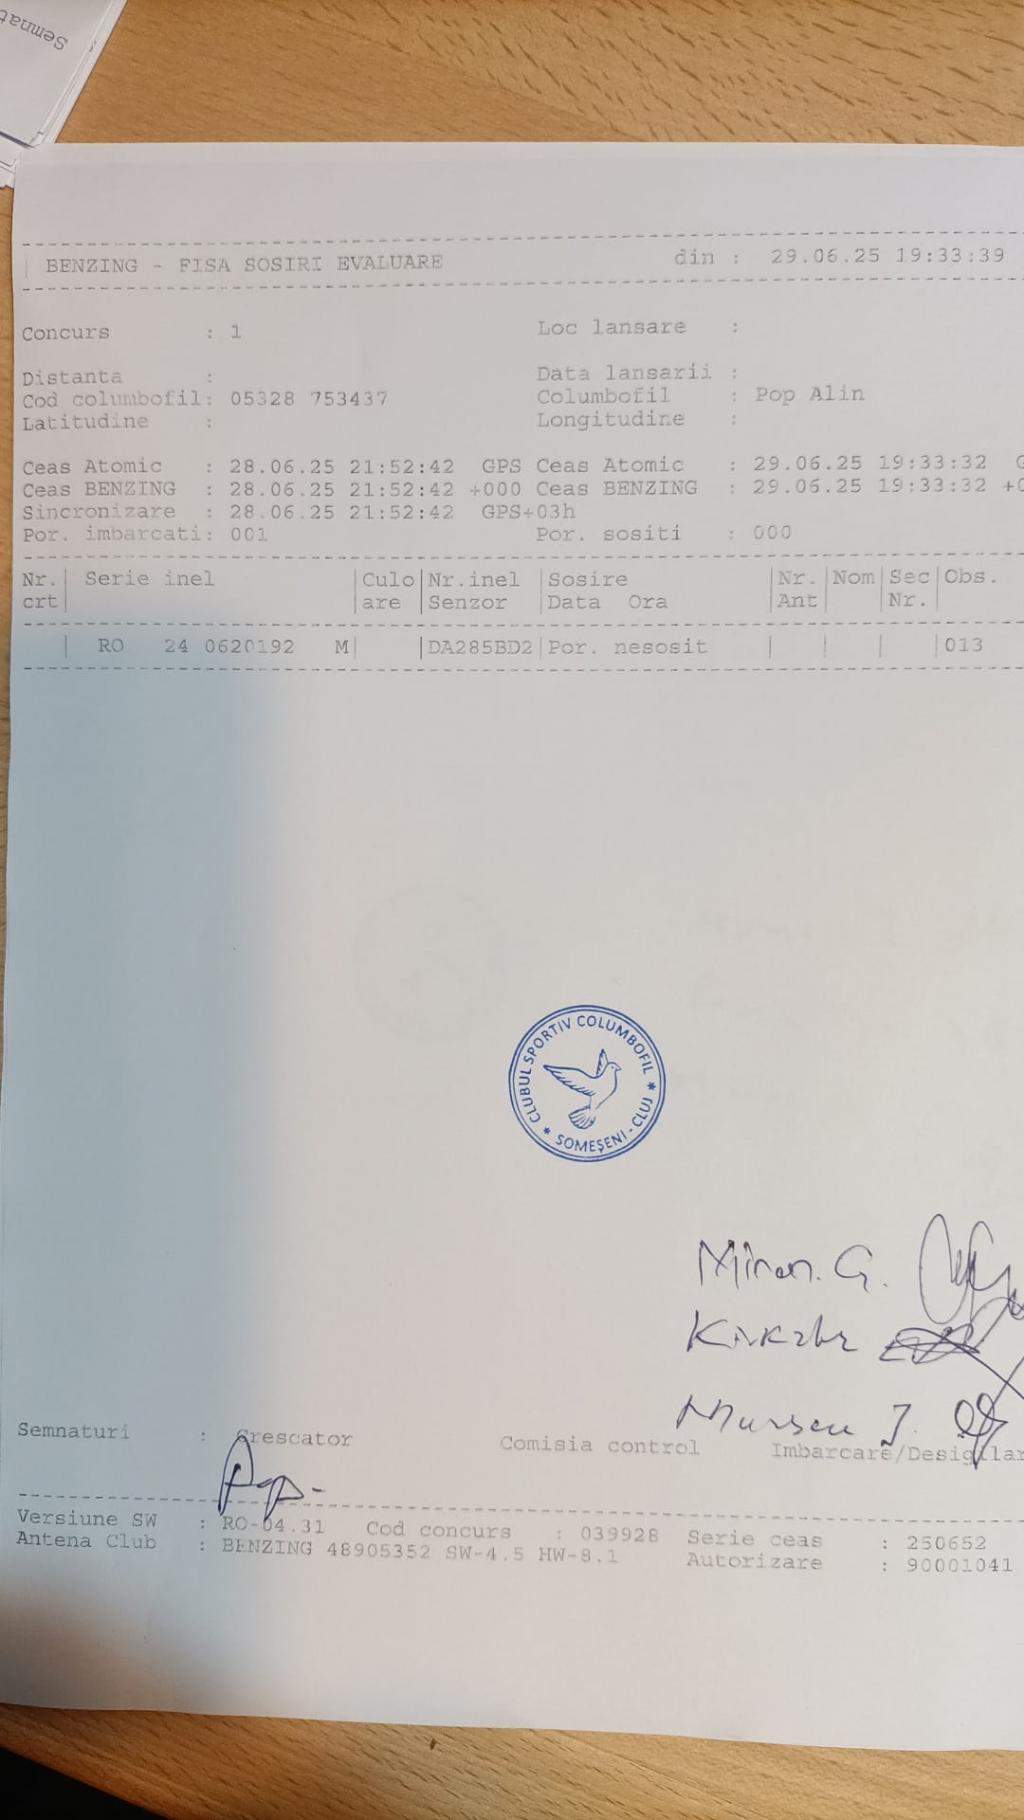 Semnat
BENZING - FISA SOSIRI EVALUARE din : 29.06.25 19:33:39
Concurs : 1 Loc lansare :
Distanta : Data lansarii :
Cod columbofil: 05328 753437 Columbofil : Pop Alin
Latitudine : Longitudine :
Ceas Atomic : 28.06.25 21:52:42 GPS Ceas Atomic : 29.06.25 19:33:32 G
Ceas BENZING : 28.06.25 21:52:42 +000 Ceas BENZING : 29.06.25 19:33:32 +0
Sincronizare : 28.06.25 21:52:42 GPS+03h
Por. imbarcati: 001 Por. sositi : 000
Nr. | Serie inel | Culo | Nr.inel | Sosire | Nr. | Nom | Sec | Obs.
crt | | are | Senzor | Data Ora | Ant | | Nr. |
| RO 24 0620192 M| |DA285BD2| Por. nesosit | | | |013
CLUBUL SPORTIV COLUMBOFIL
* SOMEȘENI - CLUJ *
Miron. G.
Semnaturi : Crescator Comisia control Imbarcare/Desigilar
Pop
Versiune SW : RO-04.31 Cod concurs : 039928 Serie ceas : 250652
Antena Club : BENZING 48905352 SW-4.5 HW-8.1 Autorizare : 90001041